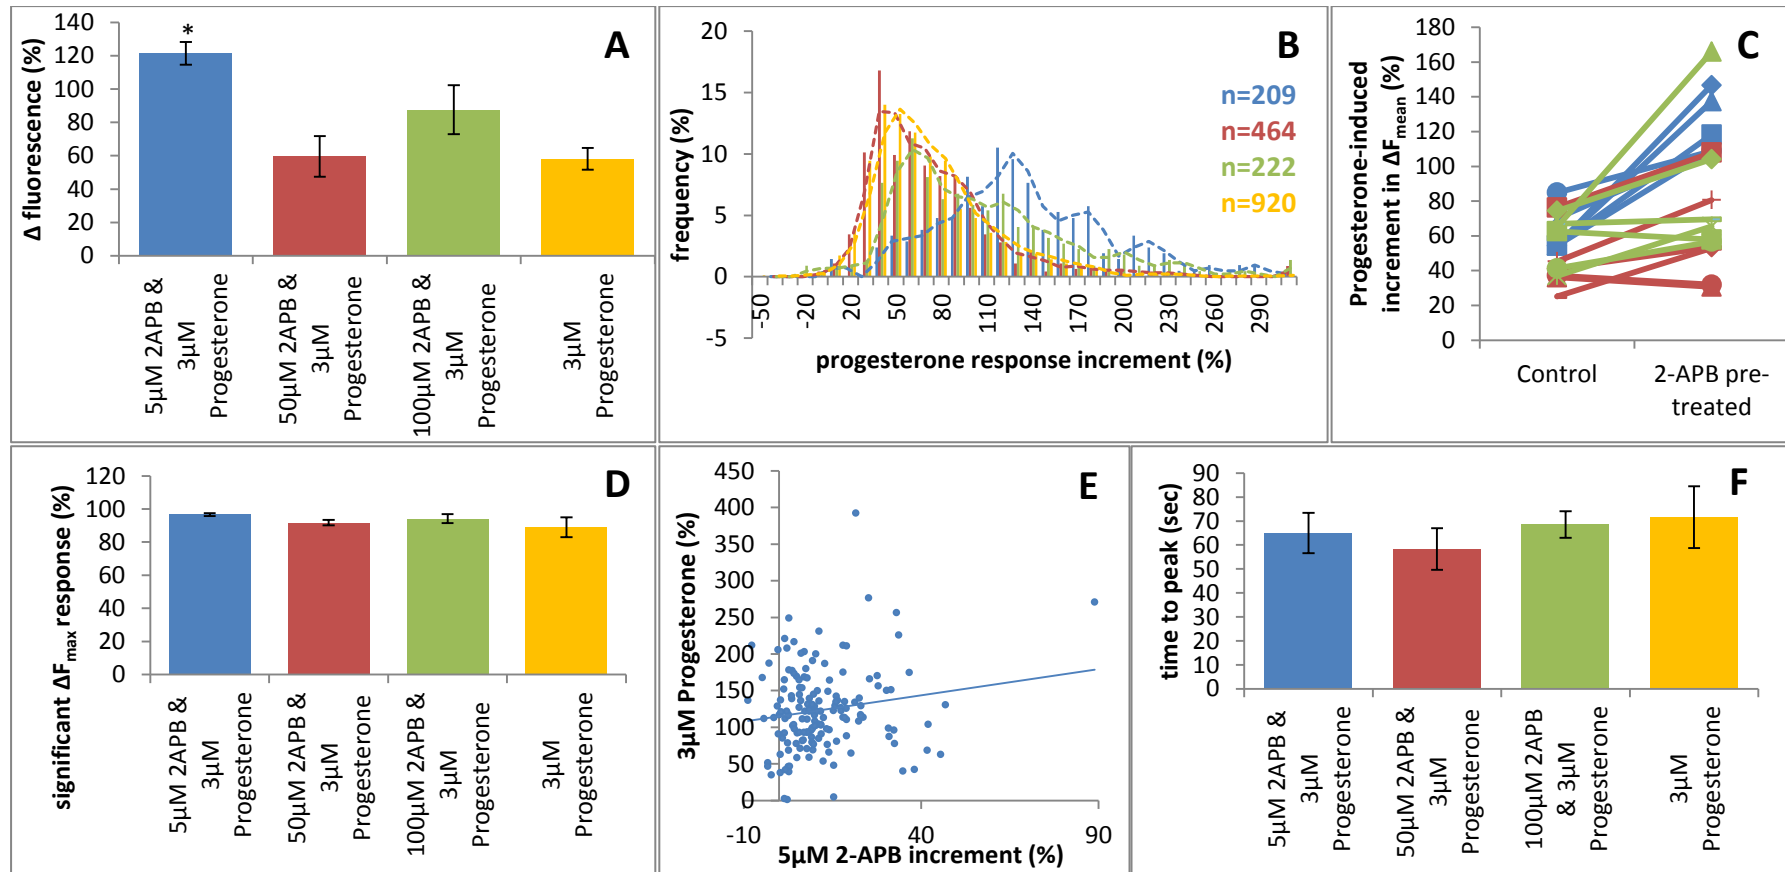 A
Δ fluorescence (%)
140
120
100
80
60
40
20
0
*
5µM 2APB &
3µM
Progesterone
50µM 2APB &
3µM
Progesterone
100µM 2APB &
3µM
Progesterone
3µM
Progesterone
B
frequency (%)
20
15
10
5
0
-5
n=209
n=464
n=222
n=920
-50
-20
50
80
110
140
170
200
260
290
progesterone response increment (%)
C
Progesterone-induced
increment in ΔFmean (%)
180
160
140
120
100
80
60
40
20
0
Control
2-APB pre-
treated
D
significant ΔFmax response (%)
120
100
80
60
40
20
0
5µM 2APB &
3µM
Progesterone
50µM 2APB &
3µM
Progesterone
100µM 2APB &
3µM
Progesterone
3µM
Progesterone
E
3µM Progesterone (%)
450
400
350
300
250
200
150
100
50
0
-10
40
90
5µM 2-APB increment (%)
F
time to peak (sec)
90
80
70
60
50
40
30
20
10
0
5µM 2APB &
3µM
Progesterone
50µM 2APB &
3µM
Progesterone
100µM 2APB
& 3µM
Progesterone
3µM
Progesterone